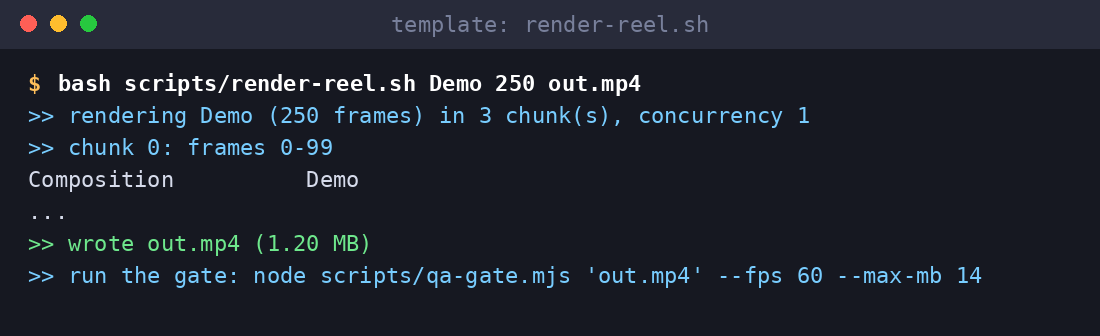 template: render-reel.sh
$ bash scripts/render-reel.sh Demo 250 out.mp4
>> rendering Demo (250 frames) in 3 chunk(s), concurrency 1
>> chunk 0: frames 0-99
Composition          Demo
...
>> wrote out.mp4 (1.20 MB)
>> run the gate: node scripts/qa-gate.mjs 'out.mp4' --fps 60 --max-mb 14